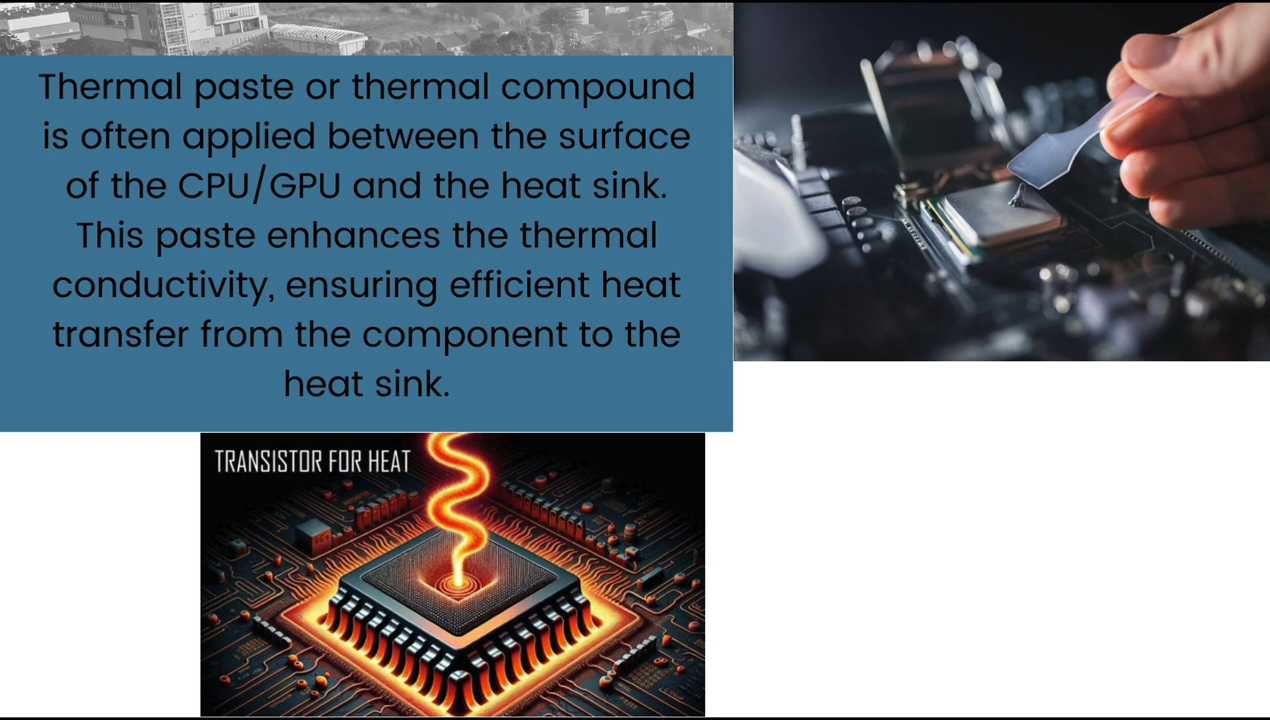 Thermal paste or thermal compound
is often applied between the surface
of the CPU/GPU and the heat sink.
This paste enhances the thermal
conductivity, ensuring efficient heat
transfer from the component to the
heat sink.
TRANSISTOR FOR HEAT